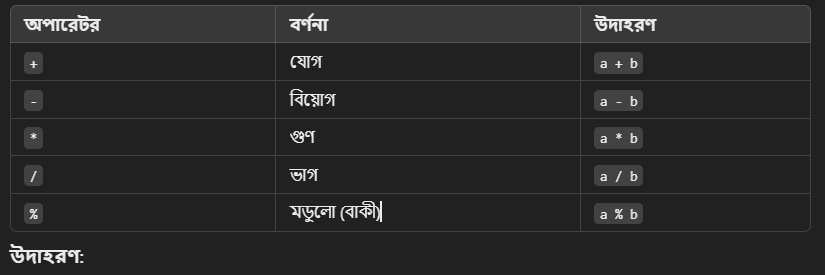 অপারেটর বর্ণনা উদাহরণ
+ যোগ a + b
- বিয়োগ a - b
* গুণ a * b
/ ভাগ a / b
% মডুলো (বাকী) a % b
উদাহরণ: